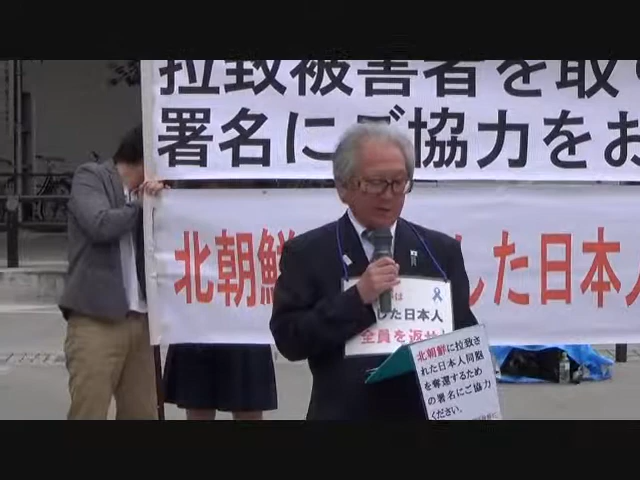 拉致被害者を取
署名にご協力をお
北朝鮮
した日本人
した日本人
全員を返せ
北朝鮮に拉致さ
れた日本人同胞
を奪還するため
の署名にご協力
ください。